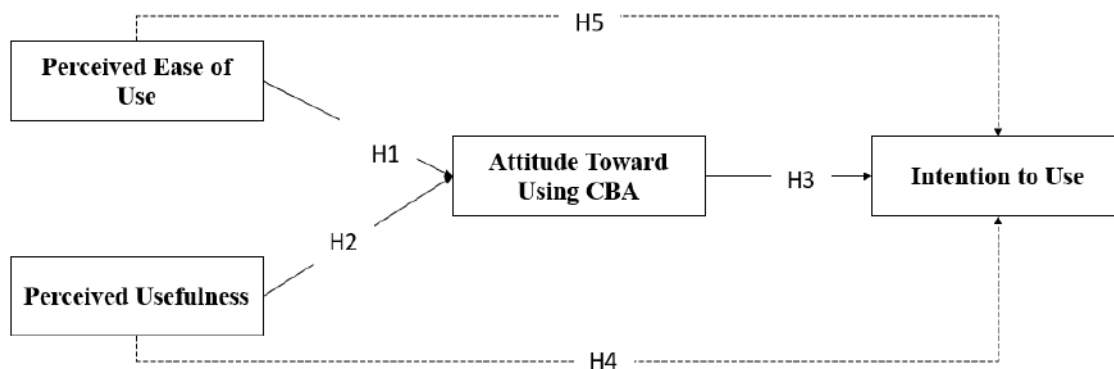 H5
Perceived Ease of
Use
H1
Attitude Toward
Using CBA
H3
Intention to Use
H2
Perceived Usefulness
H4